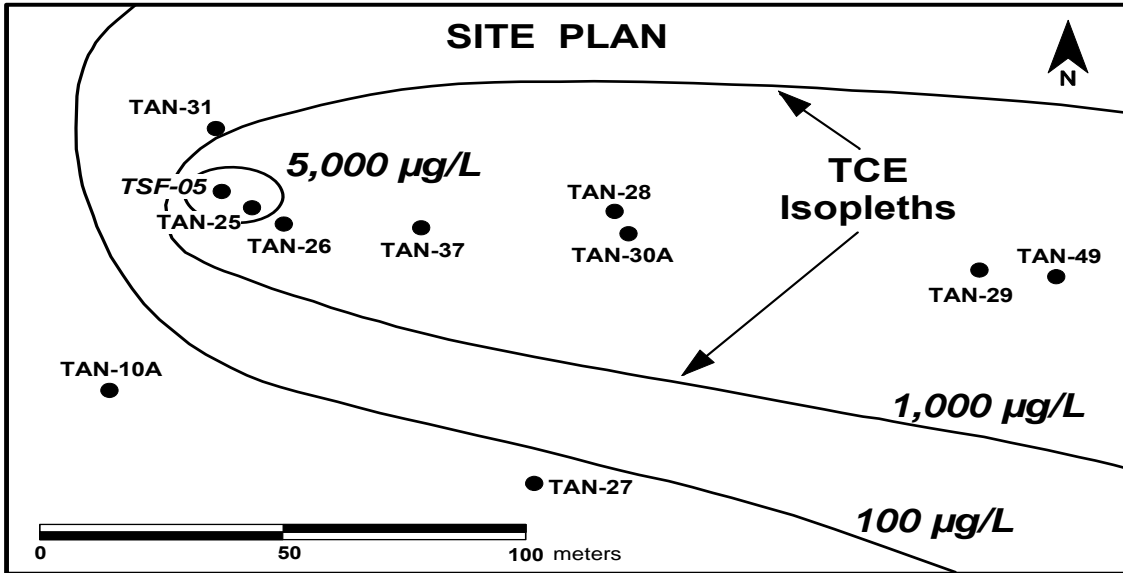 SITE PLAN
N
TAN-31
5,000 µg/L
TSF-05
TAN-25
TAN-26
TAN-37
TAN-28
TAN-30A
TCE
Isopleths
TAN-49
TAN-29
TAN-10A
1,000 µg/L
TAN-27
100 µg/L
0 50 100 meters